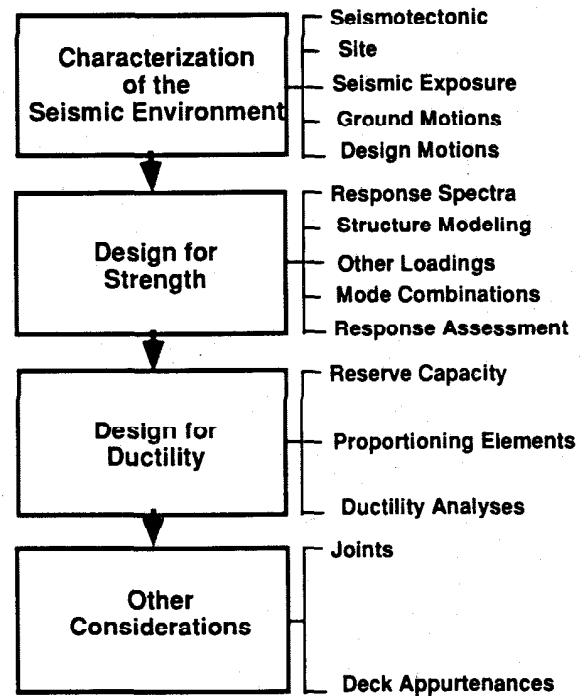 Characterization
of the
Seismic Environment
Seismotectonic
Site
Seismic Exposure
Ground Motions
Design Motions
Design for
Strength
Response Spectra
Structure Modeling
Other Loadings
Mode Combinations
Response Assessment
Design for
Ductility
Reserve Capacity
Proportioning Elements
Ductility Analyses
Other
Considerations
Joints
Deck Appurtenances